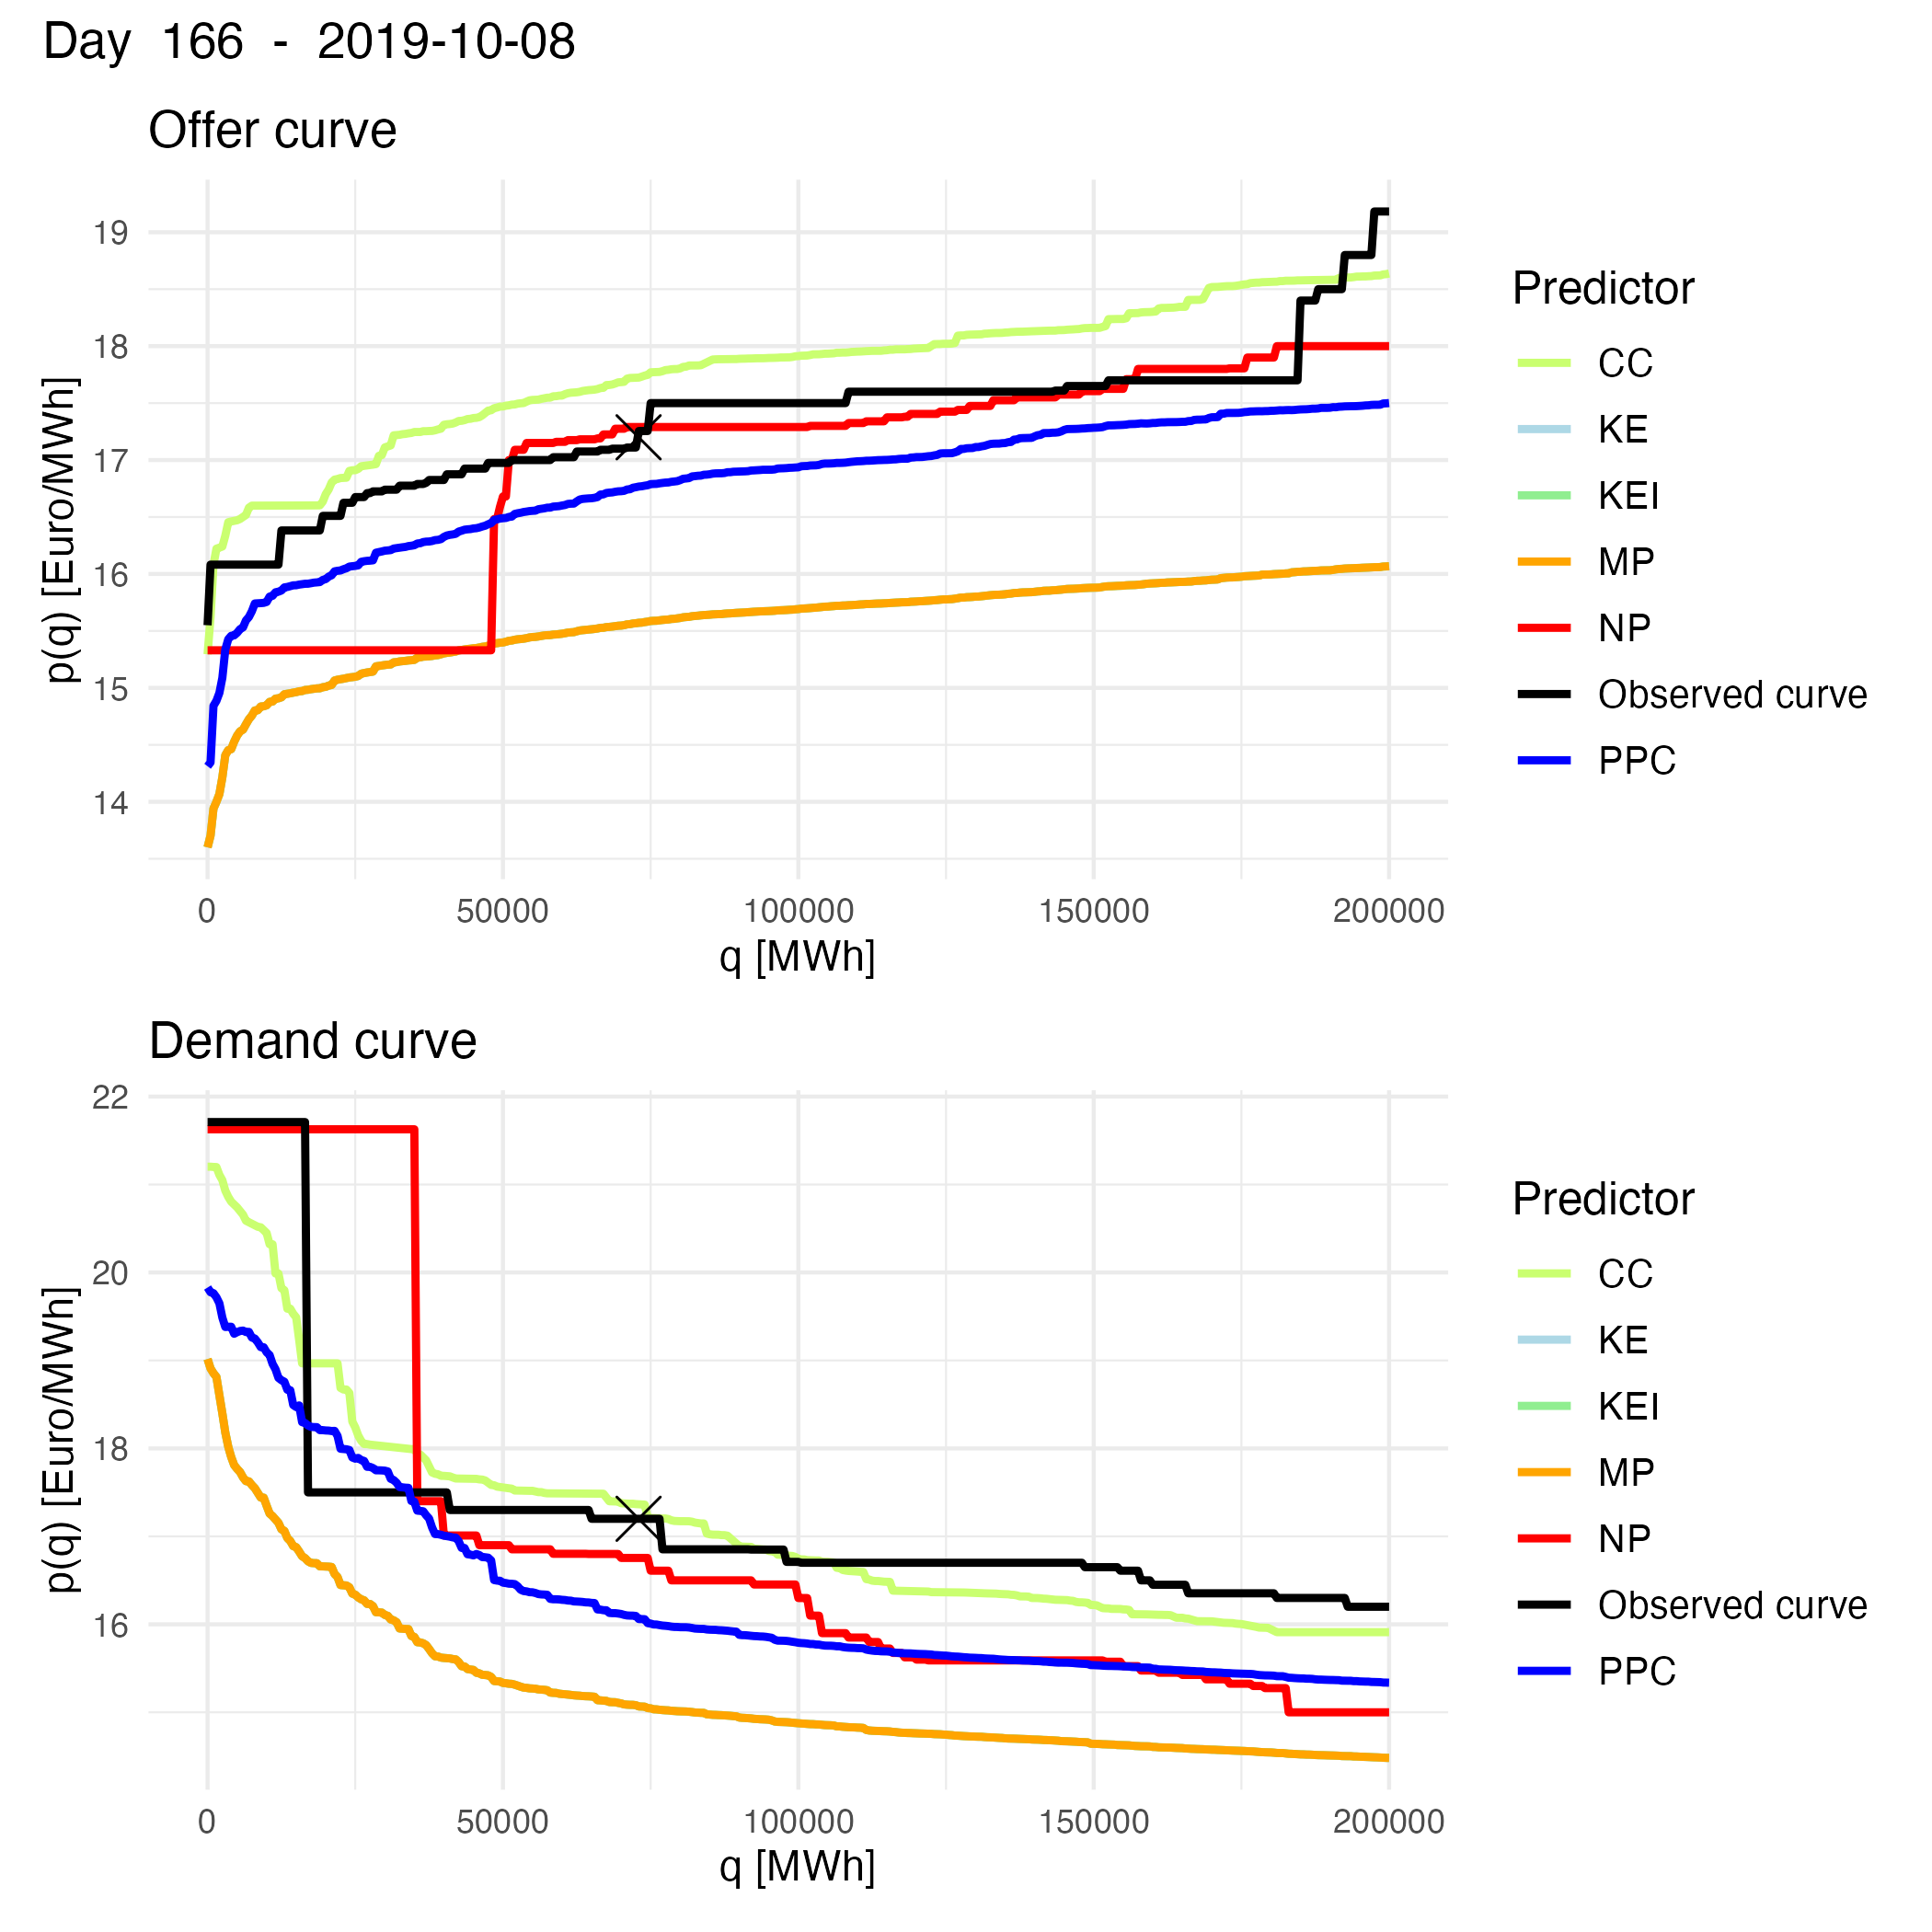 Day 166 - 2019-10-08
Offer curve
19
18
17
16
15
14
p(q) [Euro/MWh]
0 50000 100000 150000 200000
q [MWh]
Predictor
CC
KE
KEI
MP
NP
Observed curve
PPC
Demand curve
22
20
18
16
p(q) [Euro/MWh]
0 50000 100000 150000 200000
q [MWh]
Predictor
CC
KE
KEI
MP
NP
Observed curve
PPC